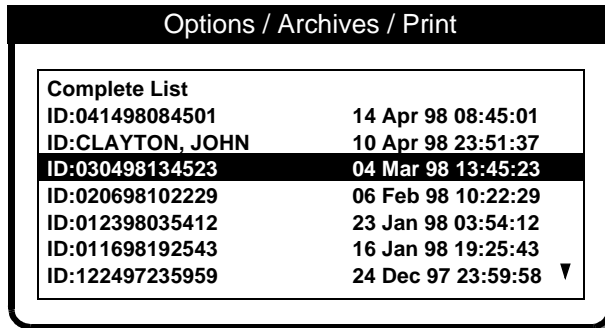 Options / Archives / Print
Complete List
ID:041498084501 14 Apr 98 08:45:01
ID:CLAYTON, JOHN 10 Apr 98 23:51:37
ID:030498134523 04 Mar 98 13:45:23
ID:020698102229 06 Feb 98 10:22:29
ID:012398035412 23 Jan 98 03:54:12
ID:011698192543 16 Jan 98 19:25:43
ID:122497235959 24 Dec 97 23:59:58